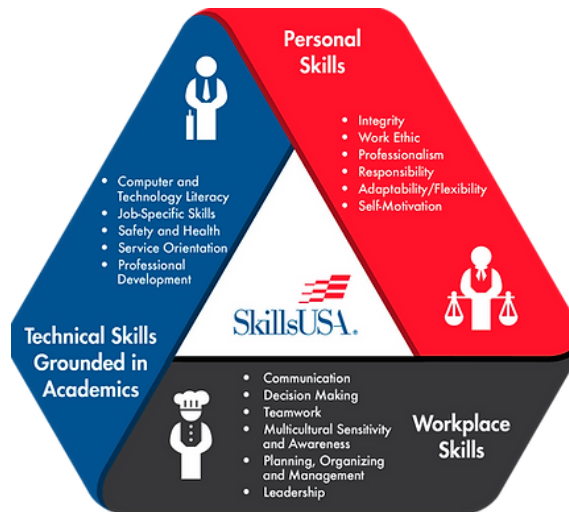 Personal
Skills
• Integrity
• Work Ethic
• Professionalism
• Responsibility
• Adaptability/Flexibility
• Self-Motivation
• Computer and
Technology Literacy
• Job-Specific Skills
• Safety and Health
• Service Orientation
• Professional
Development
SkillsUSA®
Technical Skills
Grounded in
Academics
• Communication
• Decision Making
• Teamwork
• Multicultural Sensitivity
and Awareness
• Planning, Organizing
and Management
• Leadership
Workplace
Skills